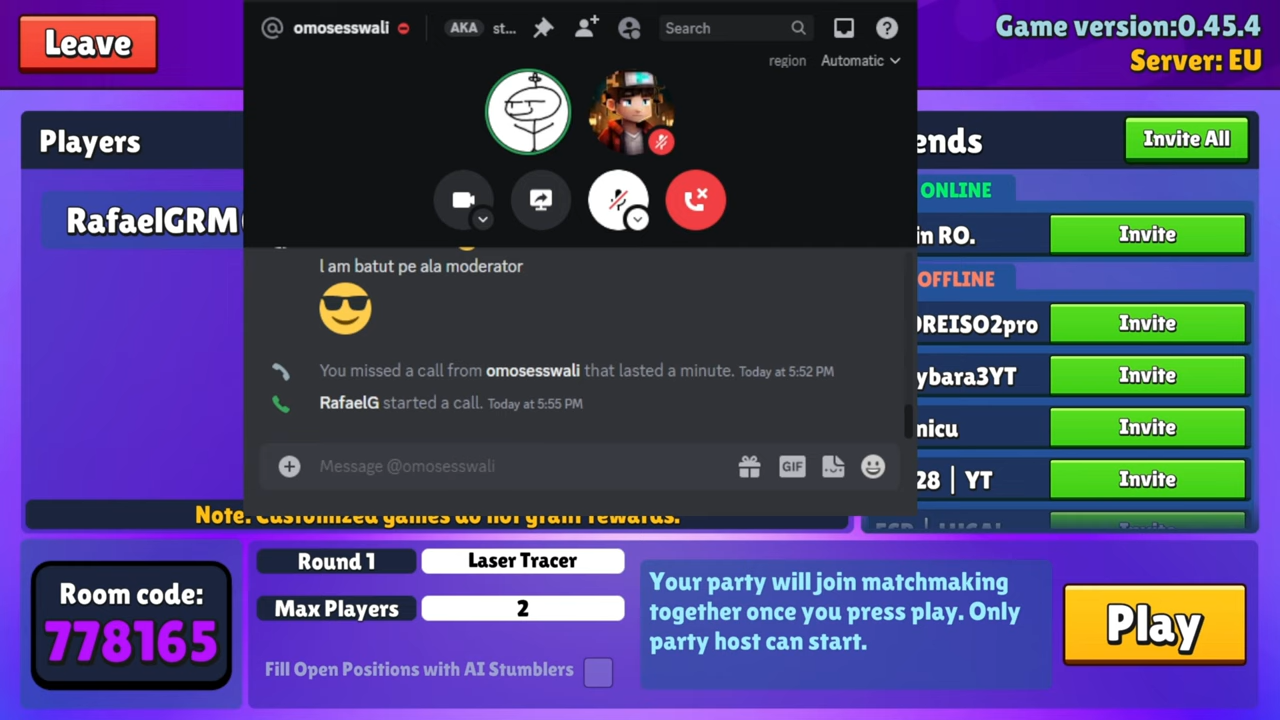 Leave
@ omosesswali
AKA st...
Search
?
Game version:0.45.4
Server: EU
region Automatic
Players
ends
Invite All
ONLINE
RafaelGRM
in RO.
Invite
l am batut pe ala moderator
OFFLINE
OREISO2pro
Invite
You missed a call from omosesswali that lasted a minute. Today at 5:52 PM
ybara3YT
Invite
RafaelG started a call. Today at 5:55 PM
nicu
Invite
Message @omosesswali
GIF
28 | YT
Invite
Note: Customized games do not grant rewards.
Room code:
778165
Round 1
Laser Tracer
Max Players
2
Fill Open Positions with AI Stumblers
Your party will join matchmaking
together once you press play. Only
party host can start.
Play